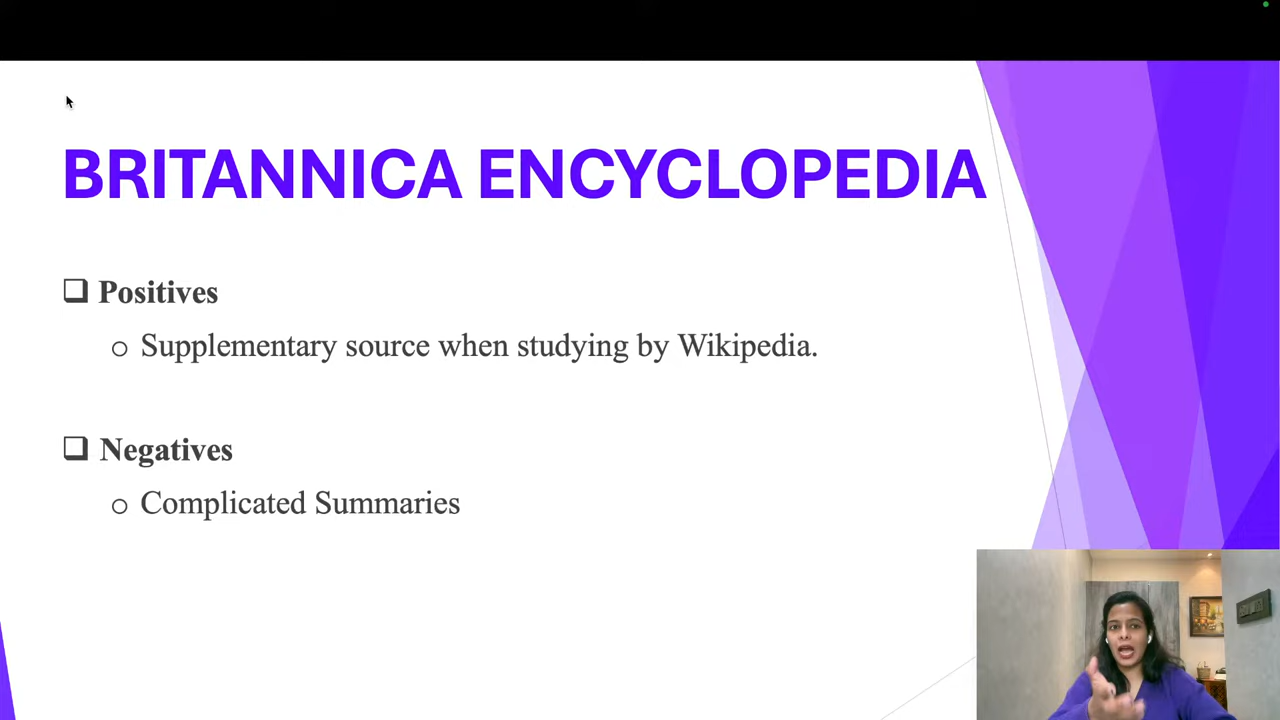 BRITANNICA ENCYCLOPEDIA
Positives
Supplementary source when studying by Wikipedia.
Negatives
Complicated Summaries